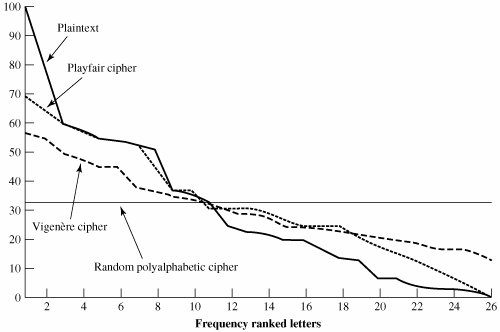 100
90
80
70
60
50
40
30
20
10
0
Plaintext
Playfair cipher
Vigenère cipher
Random polyalphabetic cipher
2 4 6 8 10 12 14 16 18 20 22 24 26
Frequency ranked letters